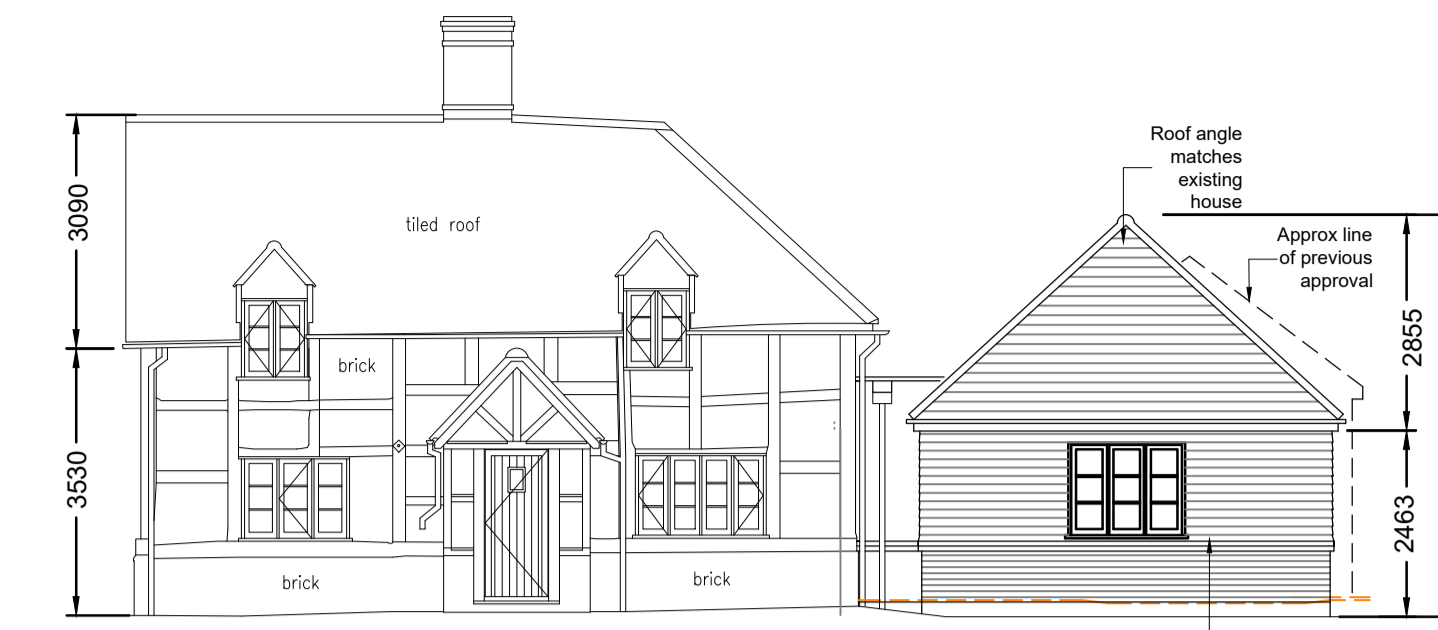 Roof angle
matches
existing
house
3090
tiled roof
Approx line
of previous
approval
2855
brick
3530
2463
brick
brick